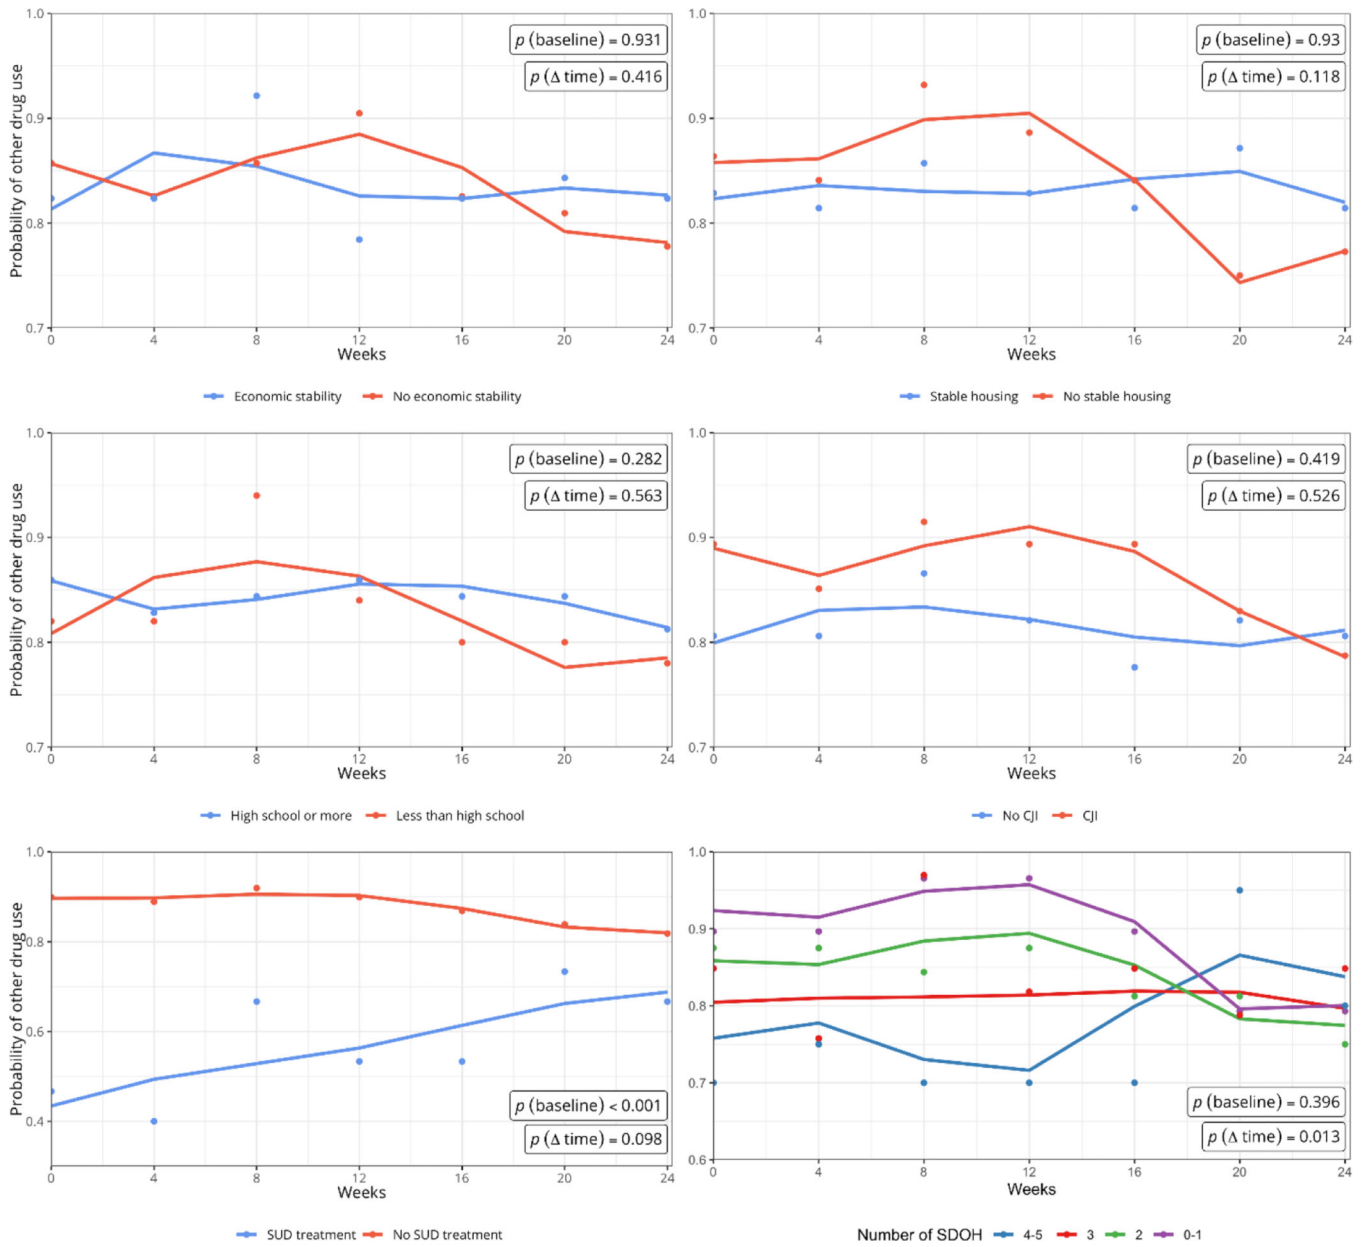 1.0
0.9
0.8
0.7
Probability of other drug use
p (baseline) = 0.931
p (Δ time) = 0.416
0 4 8 12 16 20 24
Weeks
Economic stability No economic stability
1.0
0.9
0.8
0.7
p (baseline) = 0.93
p (Δ time) = 0.118
0 4 8 12 16 20 24
Weeks
Stable housing No stable housing
1.0
0.9
0.8
0.7
Probability of other drug use
p (baseline) = 0.282
p (Δ time) = 0.563
0 4 8 12 16 20 24
Weeks
High school or more Less than high school
1.0
0.9
0.8
0.7
p (baseline) = 0.419
p (Δ time) = 0.526
0 4 8 12 16 20 24
Weeks
No CJI CJI
1.0
0.8
0.6
0.4
Probability of other drug use
p (baseline) < 0.001
p (Δ time) = 0.098
0 4 8 12 16 20 24
Weeks
SUD treatment No SUD treatment
1.0
0.9
0.8
0.7
0.6
p (baseline) = 0.396
p (Δ time) = 0.013
0 4 8 12 16 20 24
Weeks
Number of SDOH 4-5 3 2 0-1